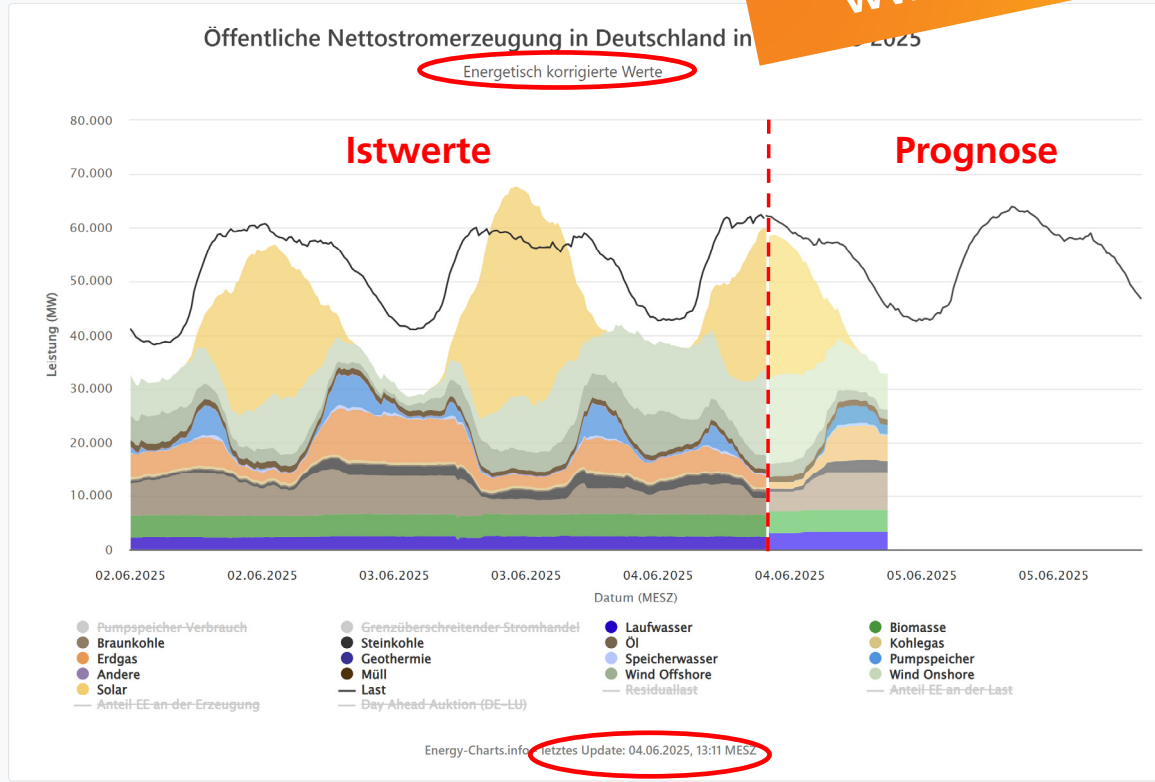 ww
Öffentliche Nettostromerzeugung in Deutschland in 2025
Energetisch korrigierte Werte
Istwerte
Prognose
80.000
70.000
60.000
50.000
40.000
30.000
20.000
10.000
0
Leistung (MW)
02.06.2025 02.06.2025 03.06.2025 03.06.2025 04.06.2025 04.06.2025 05.06.2025 05.06.2025
Datum (MESZ)
Pumpspeicher Verbrauch Grenzüberschreitender Stromhandel Laufwasser Biomasse
Braunkohle Steinkohle Öl Kohlegas
Erdgas Geothermie Speicherwasser Pumpspeicher
Andere Müll Wind Offshore Wind Onshore
Solar Last Residuallast Anteil EE an der Last
Anteil EE an der Erzeugung Day Ahead Auktion (DE-LU)
Energy-Charts.info letztes Update: 04.06.2025, 13:11 MESZ